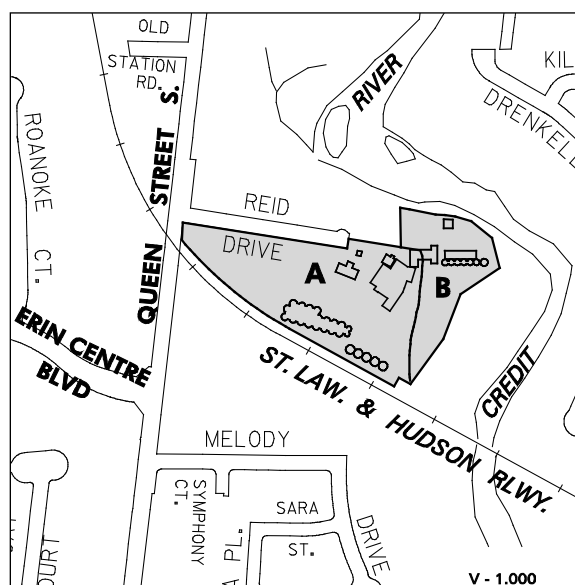 OLD
STATION
RD.
QUEEN STREET S.
RIVER
KIL
DRENKELL
ROANOKE CT.
REID
DRIVE
A
B
ERIN CENTRE
BLVD
ST. LAW. & HUDSON RLWY.
CREDIT
MELODY
DRIVE
SYMPHONY
CT.
SARA
ST.
A PL.
OURT
V - 1.000